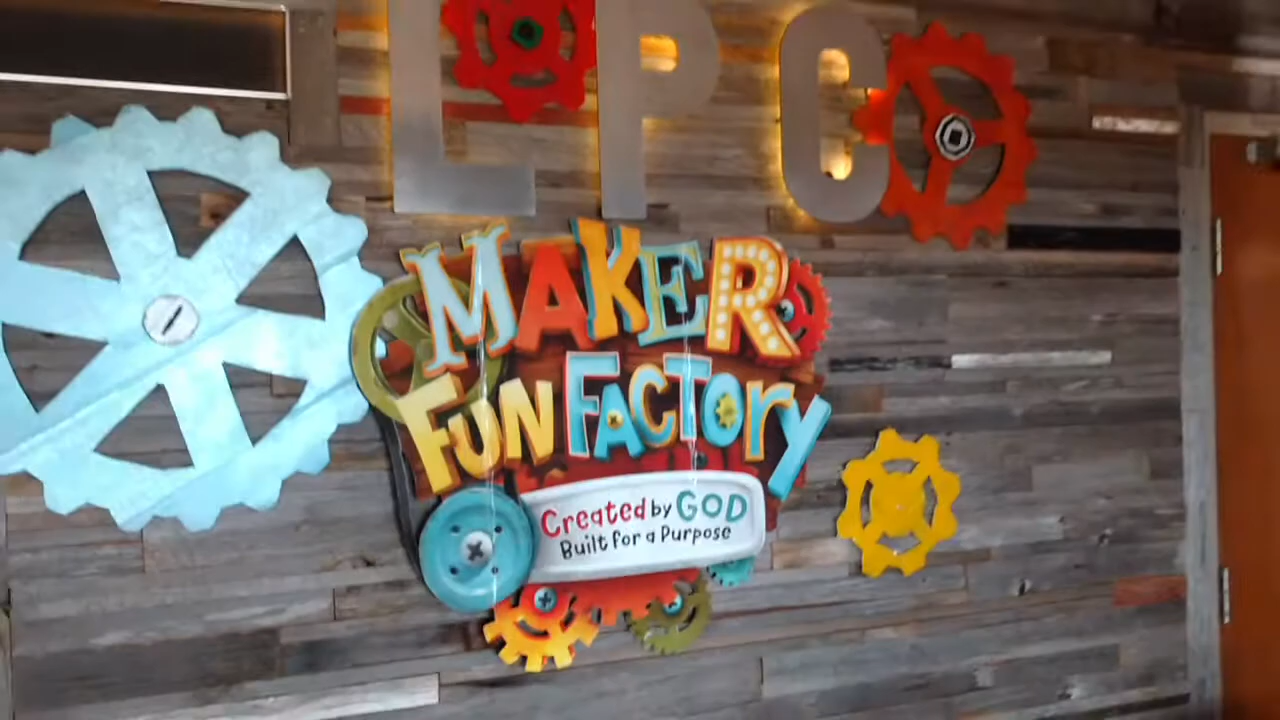 LPC
MAKER
FUN FACTORY
Created by GOD
Built for a Purpose